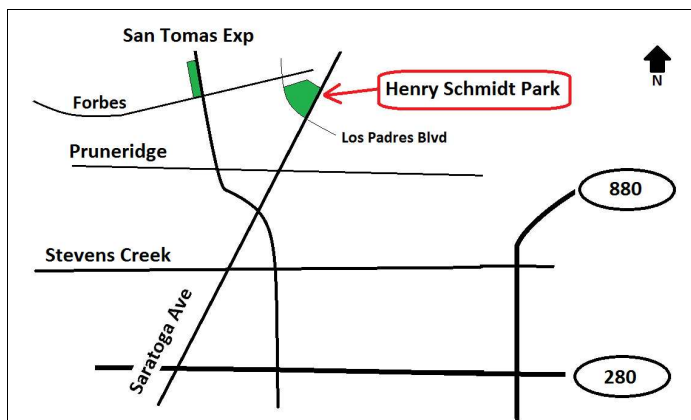 San Tomas Exp
N
Henry Schmidt Park
Forbes
Los Padres Blvd
Pruneridge
880
Stevens Creek
Saratoga Ave
280